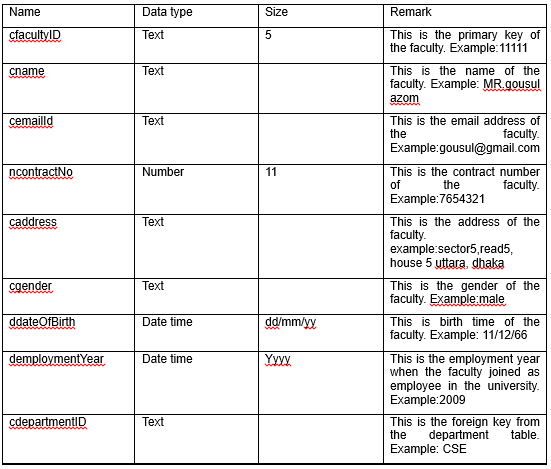 Name Data type Size Remark
cfacultyID Text 5 This is the primary key of
the faculty. Example:11111
cname Text This is the name of the
faculty. Example: MR.gousul
azom
cemailId Text This is the email address of
the faculty.
Example:gousul@gmail.com
ncontractNo Number 11 This is the contract number
of the faculty.
Example:7654321
caddress Text This is the address of the
faculty.
example:sector5,read5,
house 5 uttara, dhaka
cgender Text This is the gender of the
faculty. Example:male
ddateOfBirth Date time dd/mm/yy This is birth time of the
faculty. Example: 11/12/66
demploymentYear Date time Yyyy This is the employment year
when the faculty joined as
employee in the university.
Example:2009
cdepartmentID Text This is the foreign key from
the department table.
Example: CSE